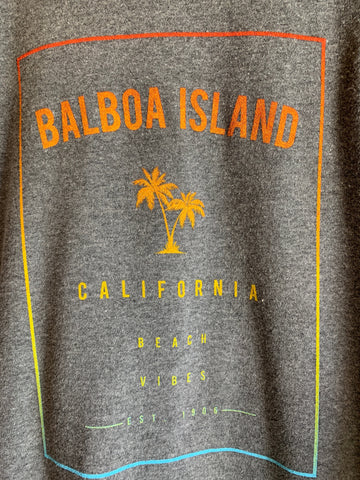 BALBOA ISLAND
CALIFORNIA
BEACH
VIBES
EST. 1906